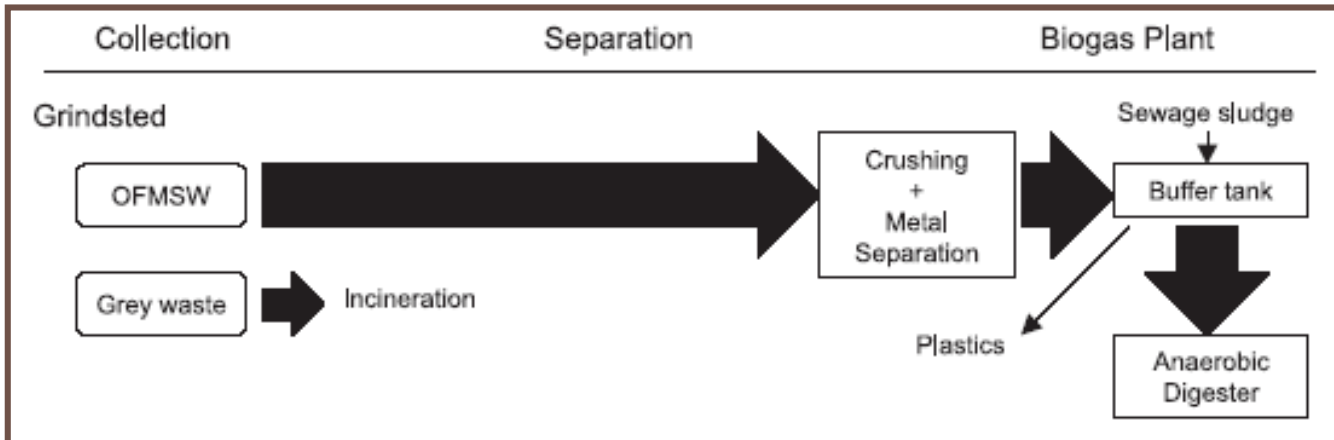 Collection Separation Biogas Plant
Grindsted
Sewage sludge
OFMSW
Crushing
+
Metal
Separation
Buffer tank
Grey waste
Incineration
Plastics
Anaerobic
Digester